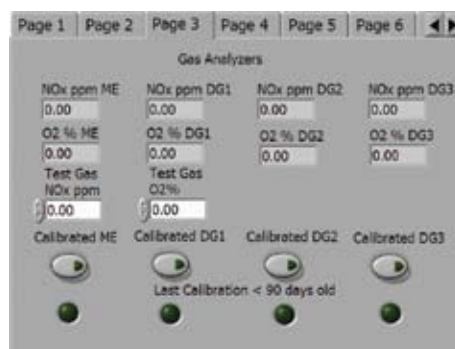 Page 1 Page 2 Page 3 Page 4 Page 5 Page 6
Gas Analyzers
NOx ppm ME NOx ppm DG1 NOx ppm DG2 NOx ppm DG3
0.00 0.00 0.00 0.00
O2 % ME O2 % DG1 O2 % DG2 O2 % DG3
0.00 0.00 0.00 0.00
Test Gas Test Gas
NOx ppm O2%
0.00 0.00
Calibrated ME Calibrated DG1 Calibrated DG2 Calibrated DG3
Last Calibration < 90 days old